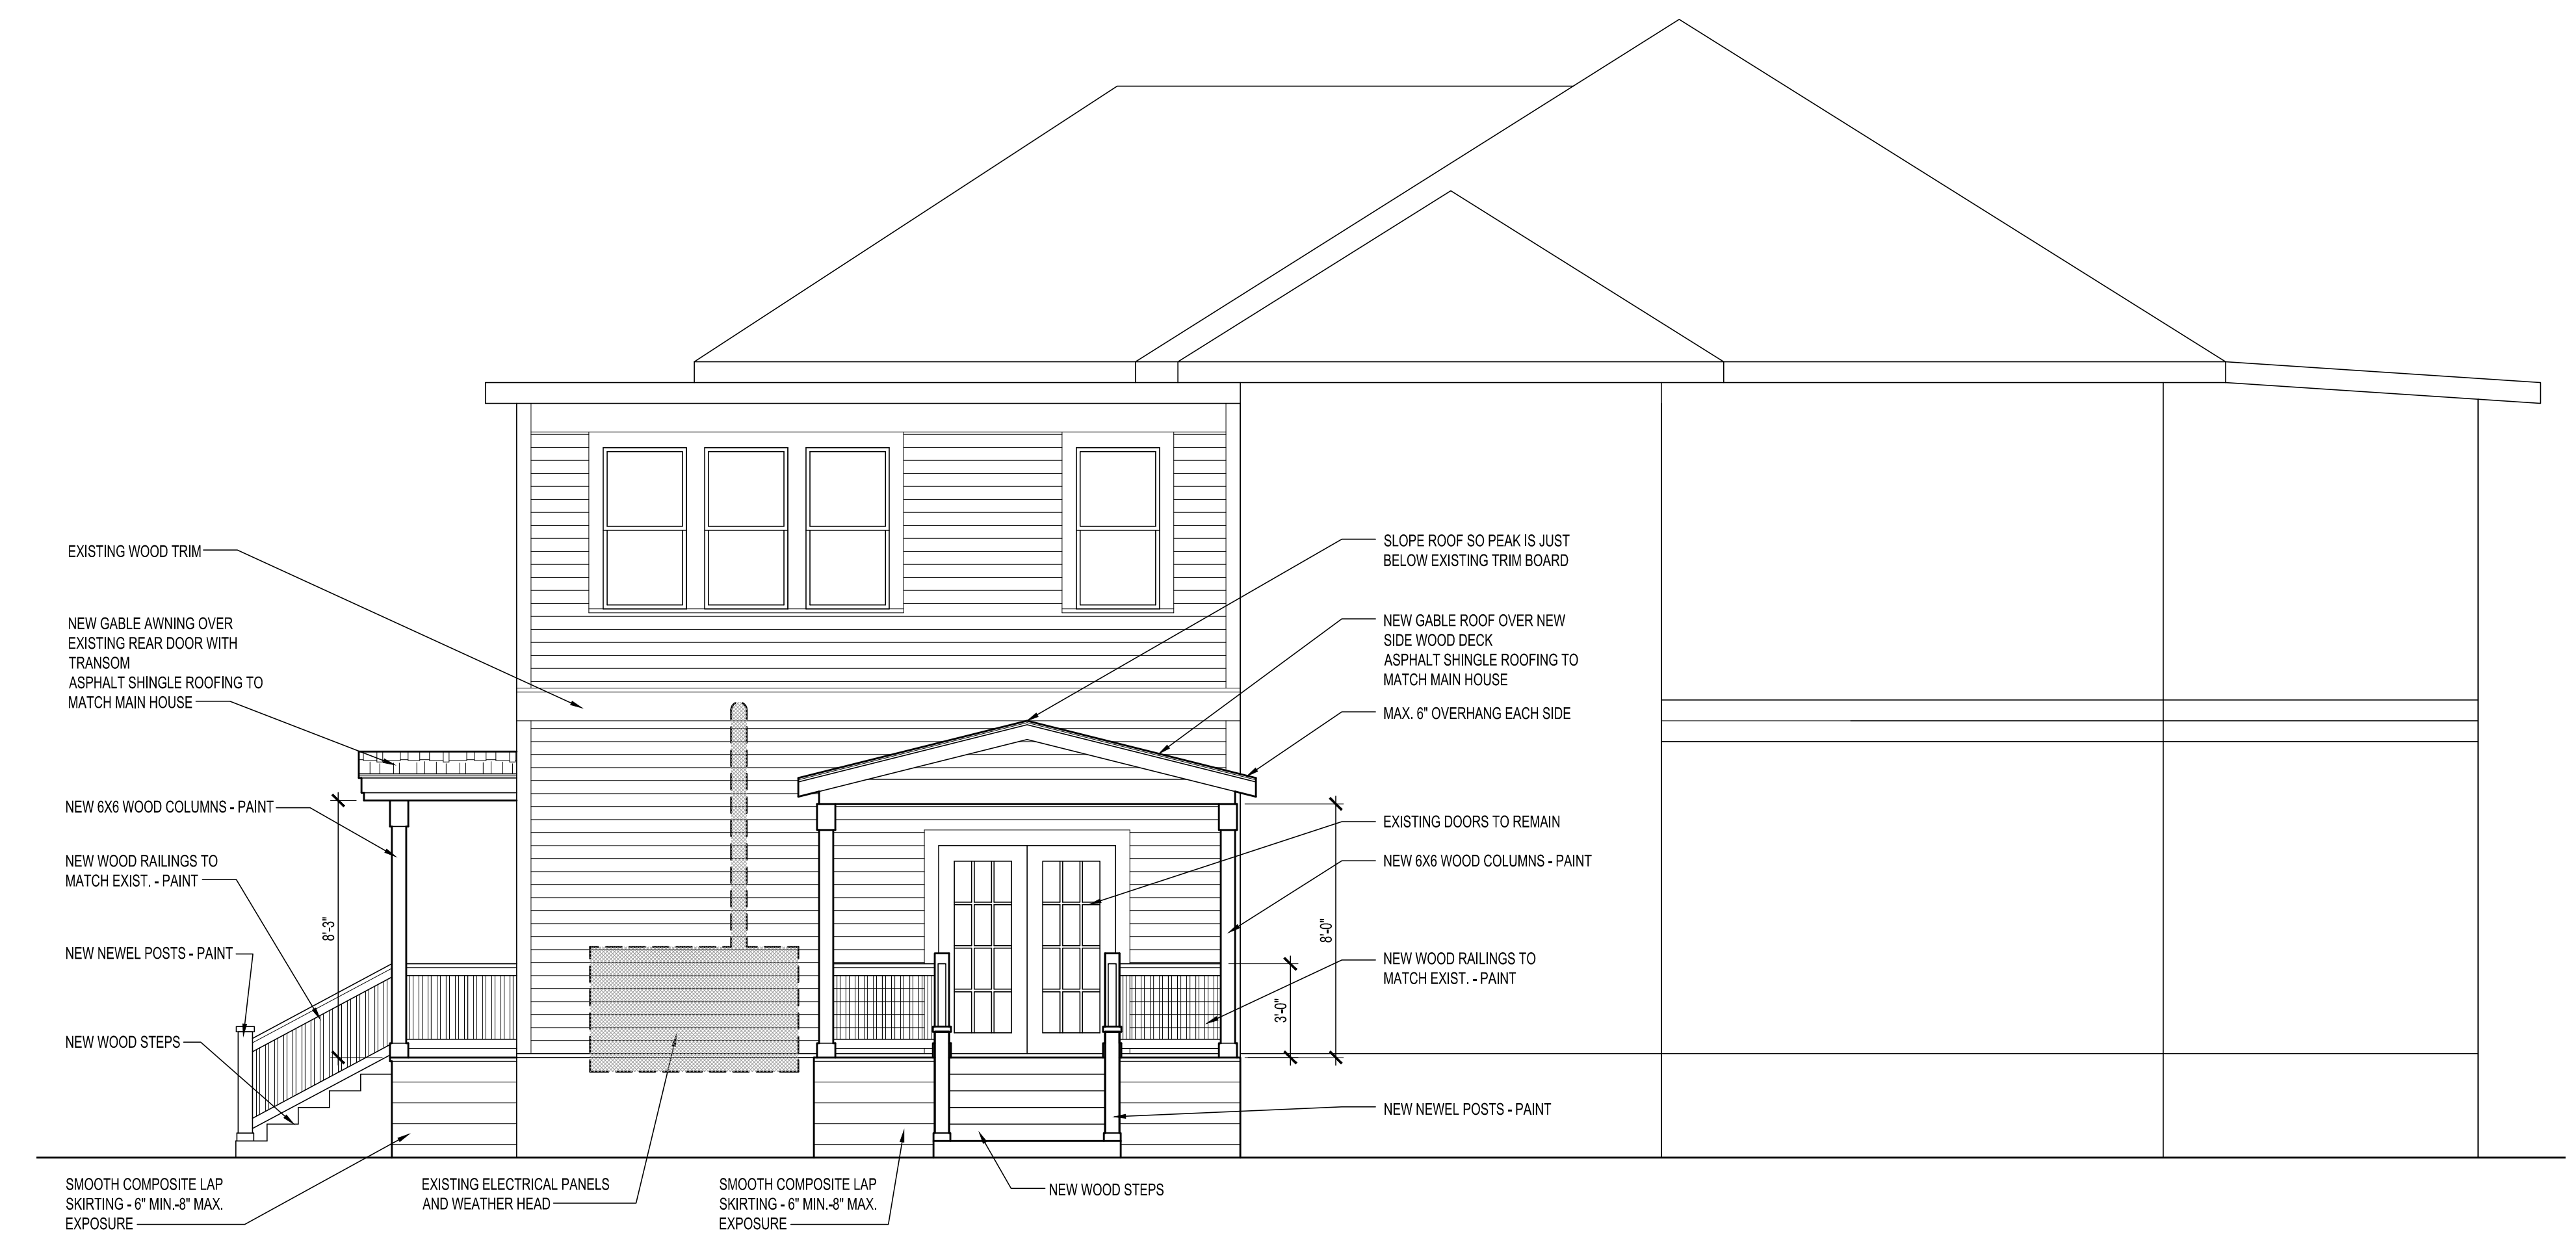 EXISTING WOOD TRIM
NEW GABLE AWNING OVER
EXISTING REAR DOOR WITH
TRANSOM
ASPHALT SHINGLE ROOFING TO
MATCH MAIN HOUSE
NEW 6X6 WOOD COLUMNS - PAINT
NEW WOOD RAILINGS TO
MATCH EXIST. - PAINT
8'-3"
NEW NEWEL POSTS - PAINT
NEW WOOD STEPS
SMOOTH COMPOSITE LAP
SKIRTING - 6" MIN.-8" MAX.
EXPOSURE
EXISTING ELECTRICAL PANELS
AND WEATHER HEAD
SMOOTH COMPOSITE LAP
SKIRTING - 6" MIN.-8" MAX.
EXPOSURE
NEW WOOD STEPS
SLOPE ROOF SO PEAK IS JUST
BELOW EXISTING TRIM BOARD
NEW GABLE ROOF OVER NEW
SIDE WOOD DECK
ASPHALT SHINGLE ROOFING TO
MATCH MAIN HOUSE
MAX. 6" OVERHANG EACH SIDE
EXISTING DOORS TO REMAIN
NEW 6X6 WOOD COLUMNS - PAINT
8'-0"
3'-0"
NEW WOOD RAILINGS TO
MATCH EXIST. - PAINT
NEW NEWEL POSTS - PAINT